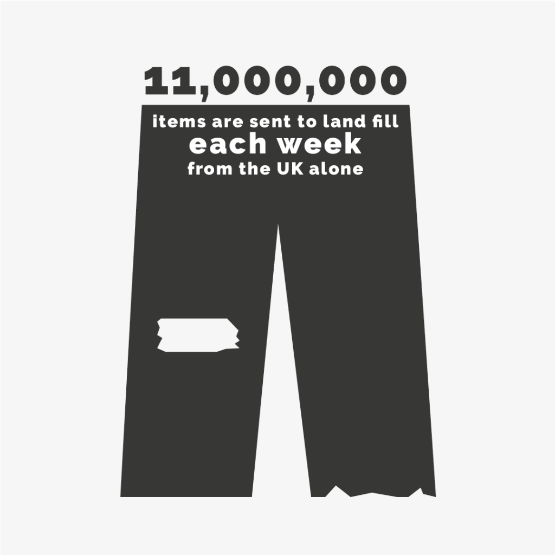 11,000,000
items are sent to land fill
each week
from the UK alone